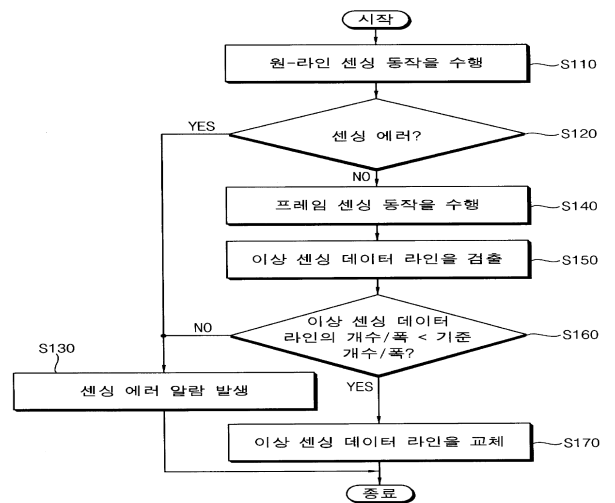 시작
원-라인 센싱 동작을 수행
S110
센싱 에러?
S120
YES
NO
프레임 센싱 동작을 수행
S140
이상 센싱 데이터 라인을 검출
S150
이상 센싱 데이터
라인의 개수/폭 < 기준
개수/폭?
S160
NO
YES
S130
센싱 에러 알람 발생
이상 센싱 데이터 라인을 교체
S170
종료